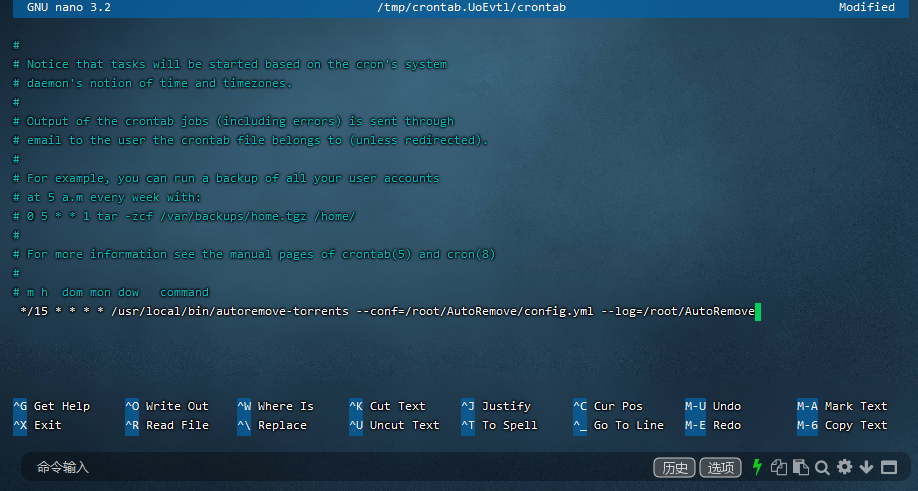 GNU nano 3.2 /tmp/crontab.UoEvtl/crontab Modified
#
# Notice that tasks will be started based on the cron's system
# daemon's notion of time and timezones.
#
# Output of the crontab jobs (including errors) is sent through
# email to the user the crontab file belongs to (unless redirected).
#
# For example, you can run a backup of all your user accounts
# at 5 a.m every week with:
# 0 5 * * 1 tar -zcf /var/backups/home.tgz /home/
#
# For more information see the manual pages of crontab(5) and cron(8)
#
# m h  dom mon dow   command
*/15 * * * * /usr/local/bin/autoremove-torrents --conf=/root/AutoRemove/config.yml --log=/root/AutoRemove
^G Get Help ^O Write Out ^W Where Is ^K Cut Text ^J Justify ^C Cur Pos M-U Undo M-A Mark Text
^X Exit ^R Read File ^\ Replace ^U Uncut Text ^T To Spell ^_ Go To Line M-E Redo M-6 Copy Text
命令输入 历史 选项